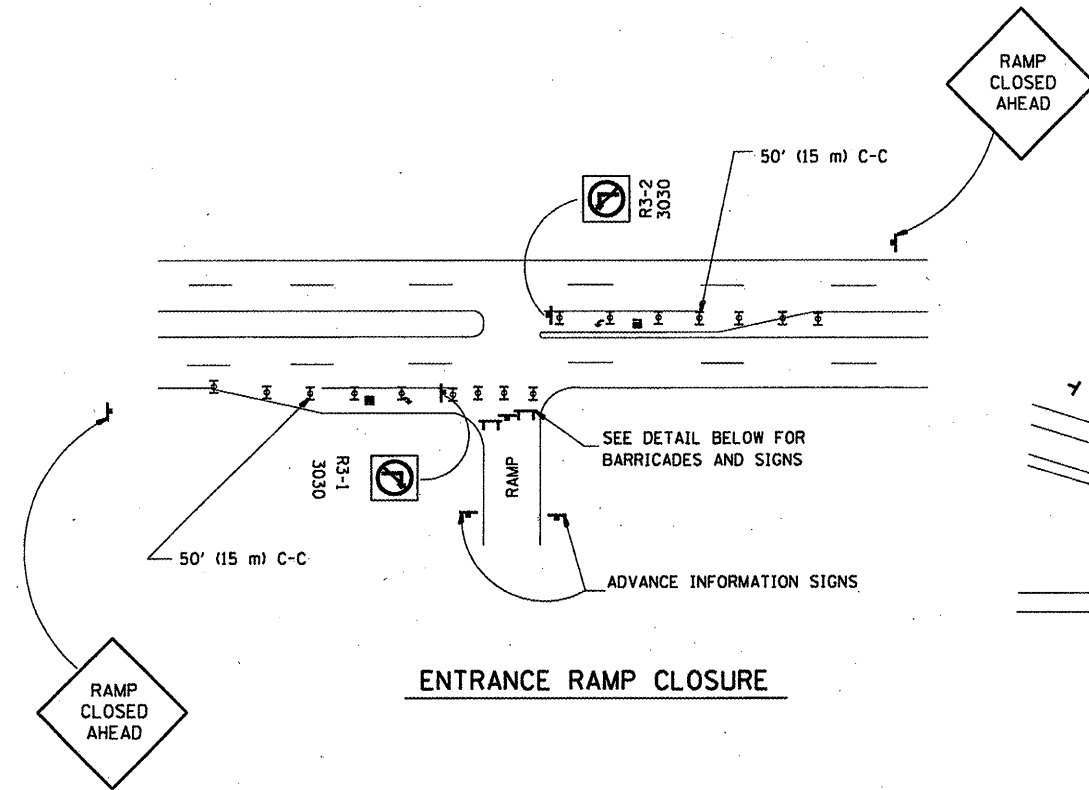 RAMP
CLOSED
AHEAD
50' (15 m) C-C
R3-2
3030
SEE DETAIL BELOW FOR
BARRICADES AND SIGNS
R3-1
3030
RAMP
50' (15 m) C-C
ADVANCE INFORMATION SIGNS
RAMP
CLOSED
AHEAD
ENTRANCE RAMP CLOSURE